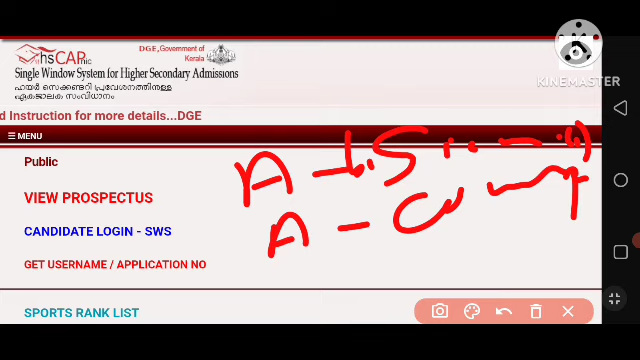 hsCAP nic
DGE, Government of
Kerala
Single Window System for Higher Secondary Admissions
ഹയര്‍ സെക്കണ്ടറി പ്രവേശനത്തിനുള്ള
ഏകജാലക സംവിധാനം
KINEMASTER
d Instruction for more details...DGE
☰ MENU
Public
VIEW PROSPECTUS
CANDIDATE LOGIN - SWS
GET USERNAME / APPLICATION NO
SPORTS RANK LIST
A -
A -